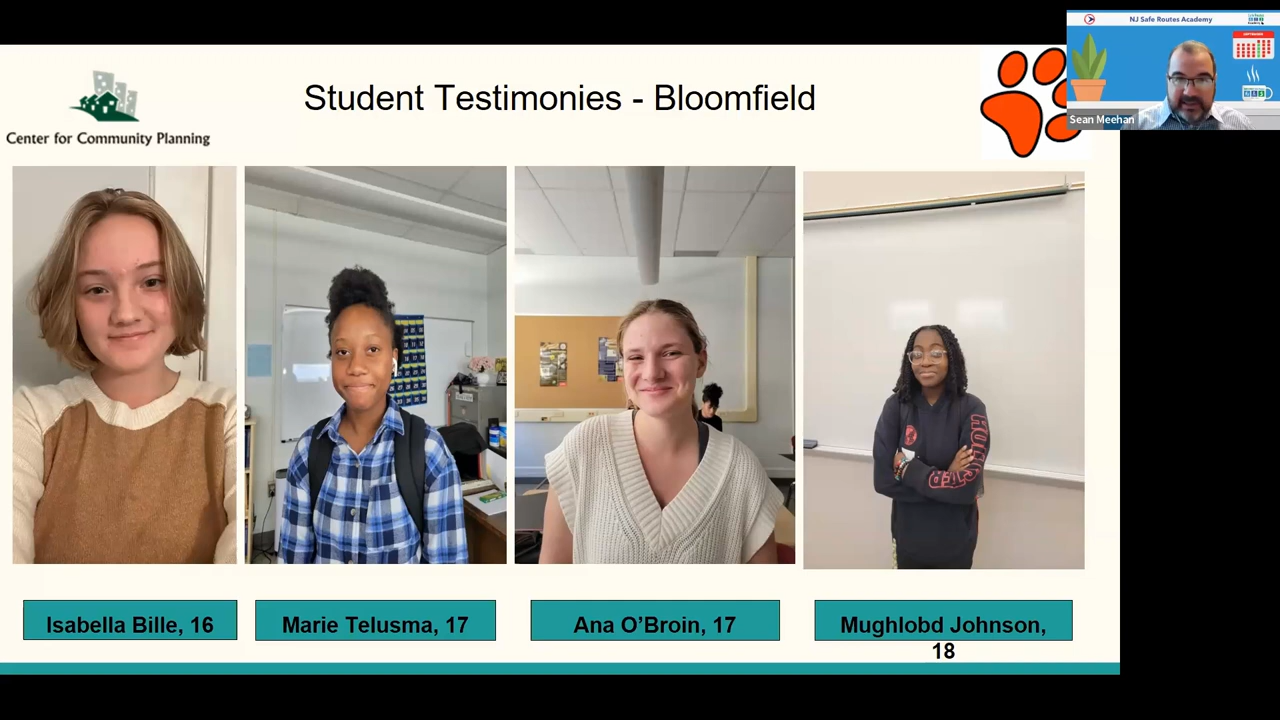 NJ Safe Routes Academy
Sean Meehan
Student Testimonies - Bloomfield
Center for Community Planning
HOLLISTER
Isabella Bille, 16
Marie Telusma, 17
Ana O’Broin, 17
Mughlobd Johnson,
18